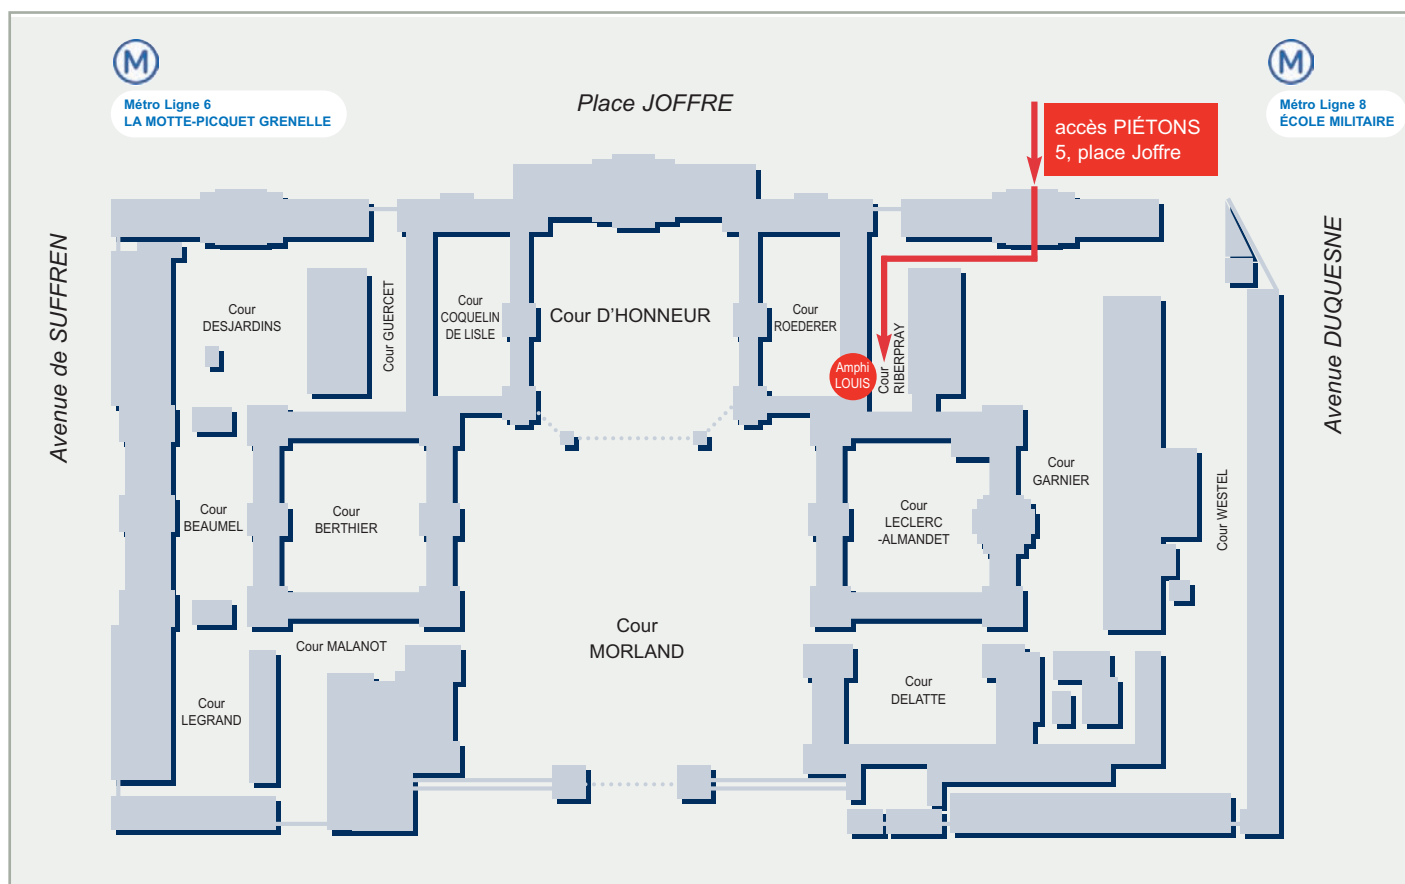 M
Métro Ligne 6
LA MOTTE-PICQUET GRENELLE
Place JOFFRE
M
Métro Ligne 8
ÉCOLE MILITAIRE
accès PIÉTONS
5, place Joffre
Avenue de SUFFREN
Avenue DUQUESNE
Cour
DESJARDINS
Cour GUERCET
Cour
COQUELIN
DE LISLE
Cour D'HONNEUR
Cour
ROEDERER
Amphi
LOUIS
Cour
RIBERPRAY
Cour
GARNIER
Cour WESTEL
Cour
BEAUMEL
Cour
BERTHIER
Cour
LECLERC
-ALMANDET
Cour MALANOT
Cour
MORLAND
Cour
LEGRAND
Cour
DELATTE